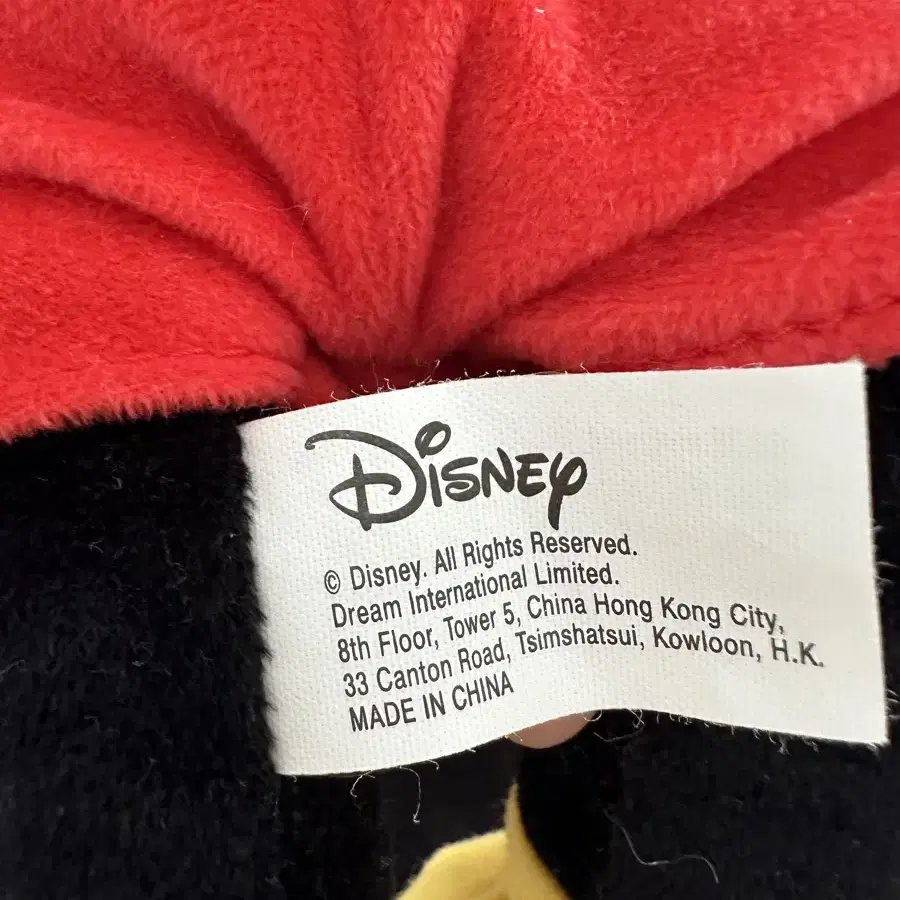 Disney
© Disney. All Rights Reserved.
Dream International Limited.
8th Floor, Tower 5, China Hong Kong City,
33 Canton Road, Tsimshatsui, Kowloon, H.K.
MADE IN CHINA